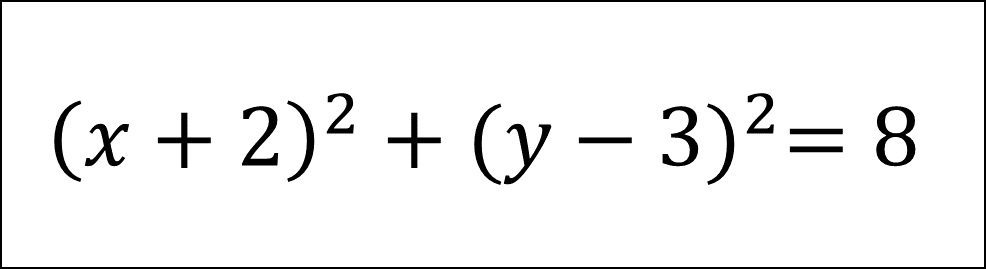 (x + 2)² + (y − 3)² = 8